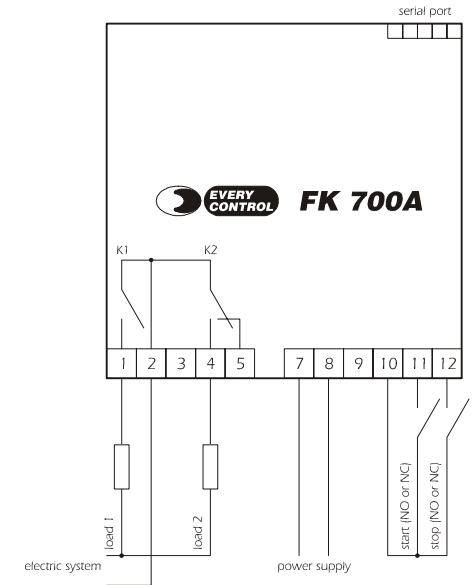 serial port
EVERY
CONTROL
FK 700A
K1 K2
1 2 3 4 5 7 8 9 10 11 12
load 1
load 2
start (NO or NC)
stop (NO or NC)
electric system
power supply